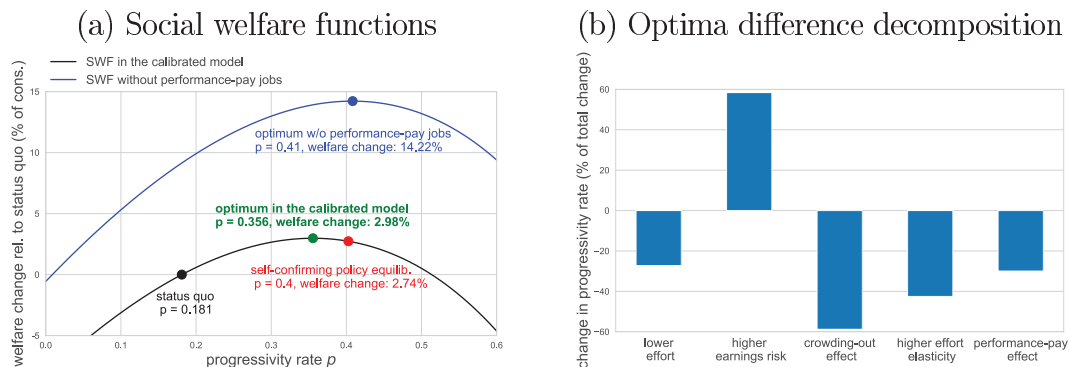 (a) Social welfare functions
SWF in the calibrated model
SWF without performance-pay jobs
welfare change rel. to status quo (% of cons.)
15
10
5
0
-5
optimum w/o performance-pay jobs
p = 0.41, welfare change: 14.22%
optimum in the calibrated model
p = 0.356, welfare change: 2.98%
self-confirming policy equilib.
p = 0.4, welfare change: 2.74%
status quo
p = 0.181
0.0 0.1 0.2 0.3 0.4 0.5 0.6
progressivity rate p
(b) Optima difference decomposition
change in progressivity rate (% of total change)
60
40
20
0
−20
−40
−60
lower
effort
higher
earnings risk
crowding-out
effect
higher effort
elasticity
performance-pay
effect